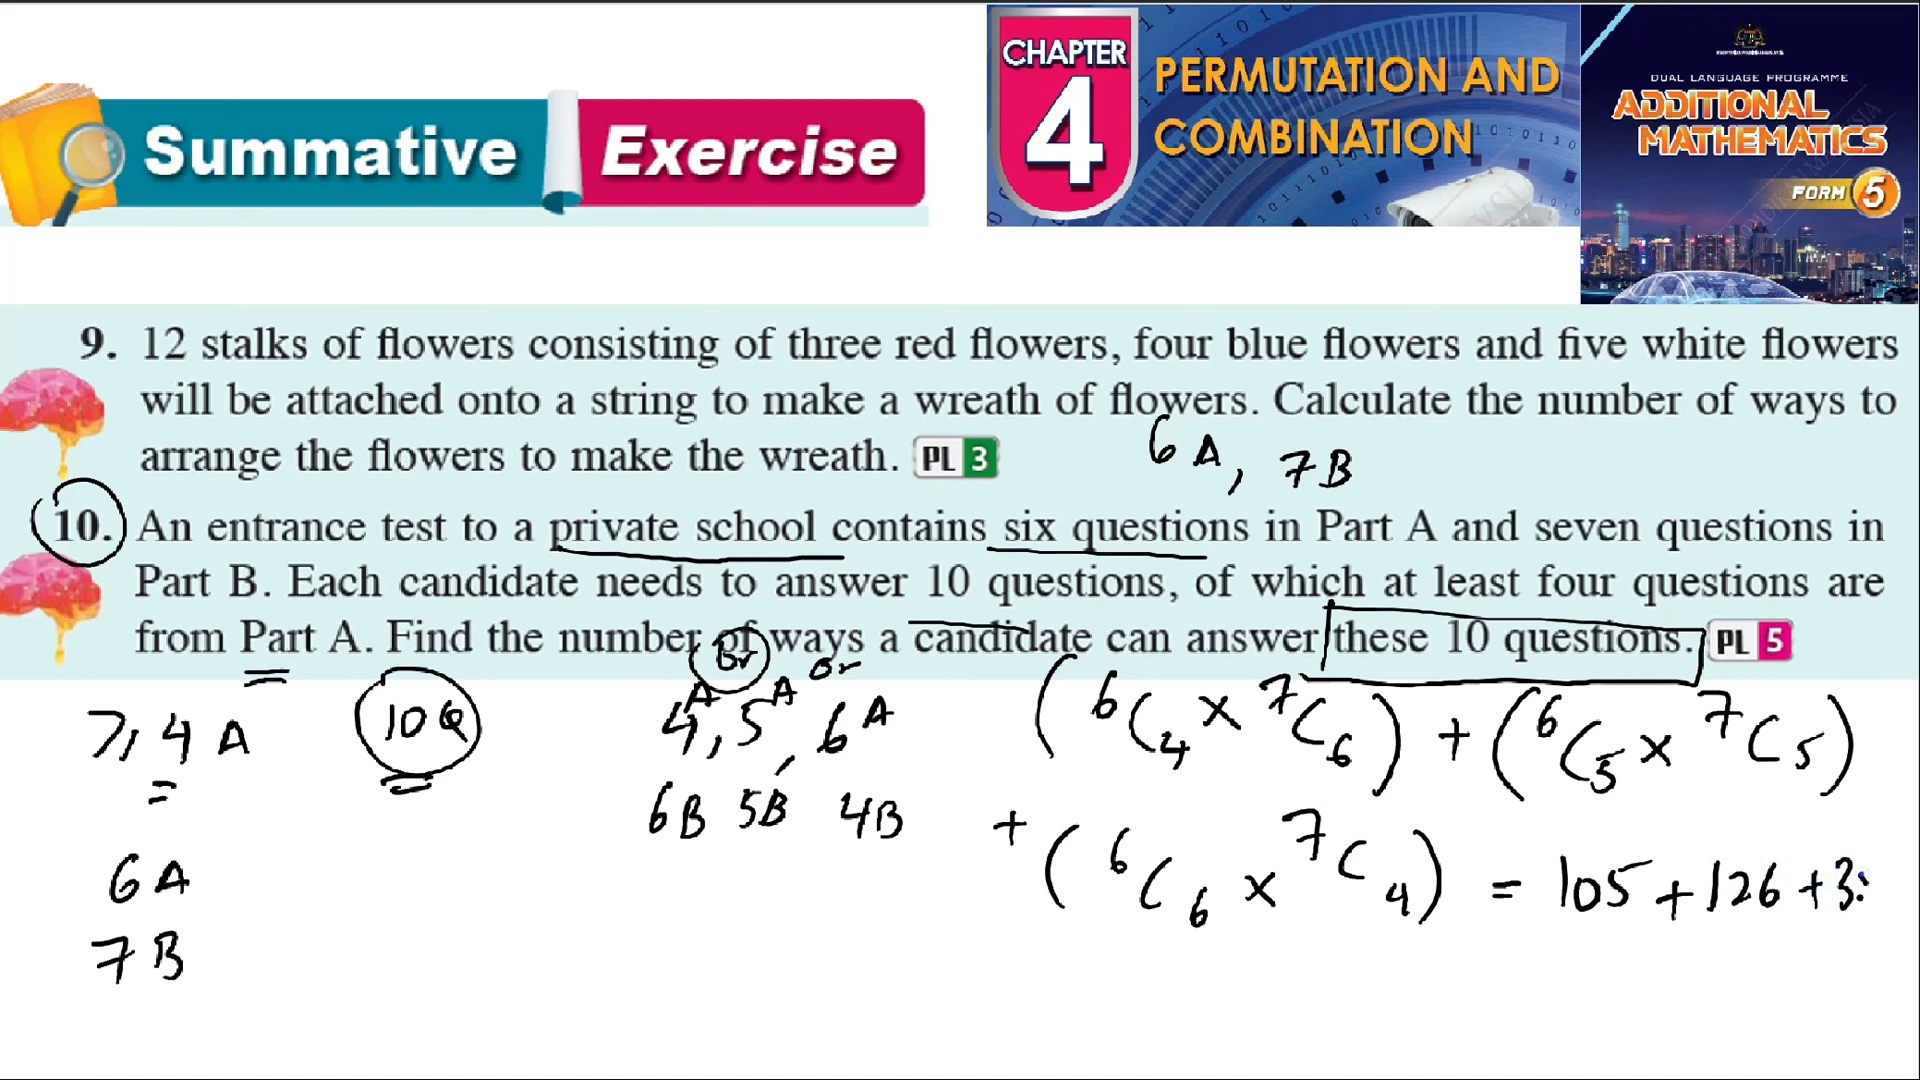 Summative Exercise
CHAPTER 4
PERMUTATION AND COMBINATION
DUAL LANGUAGE PROGRAMME
ADDITIONAL
MATHEMATICS
FORM 5
9. 12 stalks of flowers consisting of three red flowers, four blue flowers and five white flowers
will be attached onto a string to make a wreath of flowers. Calculate the number of ways to
arrange the flowers to make the wreath. PL 3
6A, 7B
10. An entrance test to a private school contains six questions in Part A and seven questions in
Part B. Each candidate needs to answer 10 questions, of which at least four questions are
from Part A. Find the number of ways a candidate can answer these 10 questions. PL 5
or or
7, 4 A
10Q
4A, 5A, 6A
6B 5B 4B
(⁶C₄ × ⁷C₆) + (⁶C₅ × ⁷C₅)
+ (⁶C₆ × ⁷C₄) = 105 + 126 + 3
6A
7B